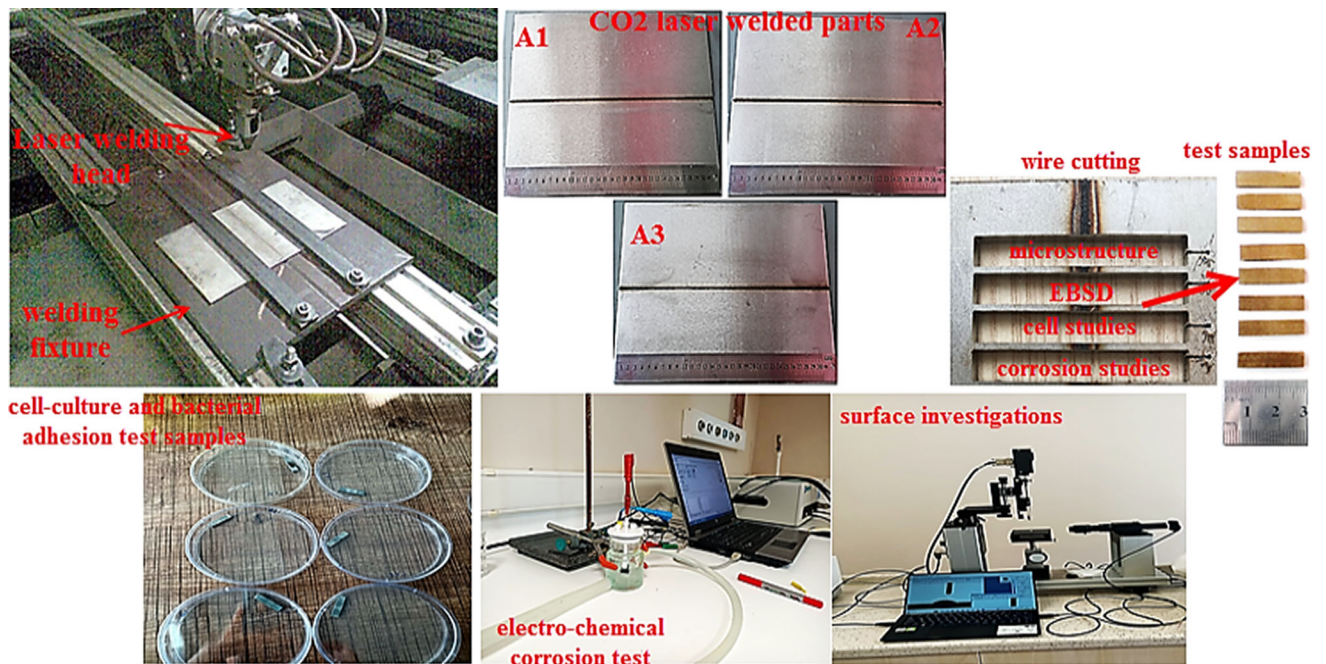 Laser welding
head
welding
fixture
CO2 laser welded parts
A1
A2
A3
wire cutting
microstructure
EBSD
cell studies
corrosion studies
test samples
1 2 3
cell-culture and bacterial
adhesion test samples
electro-chemical
corrosion test
surface investigations